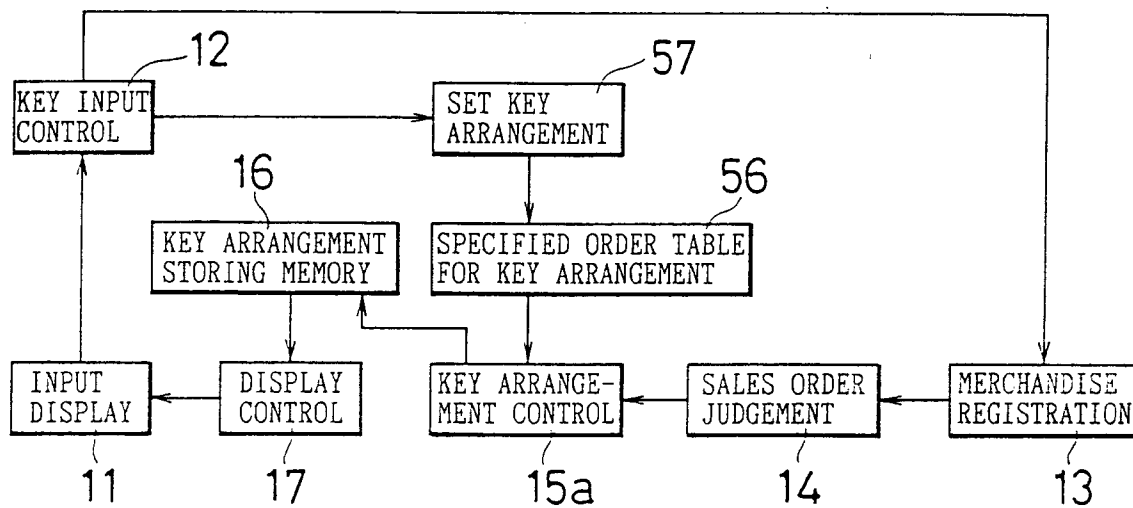 12
KEY INPUT
CONTROL
57
SET KEY
ARRANGEMENT
16
KEY ARRANGEMENT
STORING MEMORY
56
SPECIFIED ORDER TABLE
FOR KEY ARRANGEMENT
INPUT
DISPLAY
11
DISPLAY
CONTROL
17
KEY ARRANGE-
MENT CONTROL
15a
SALES ORDER
JUDGEMENT
14
MERCHANDISE
REGISTRATION
13